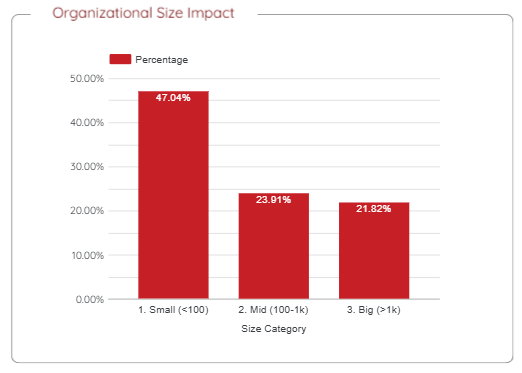 Organizational Size Impact
Percentage
50.00%
40.00%
30.00%
20.00%
10.00%
0.00%
47.04%
23.91%
21.82%
1. Small (<100)
2. Mid (100-1k)
3. Big (>1k)
Size Category